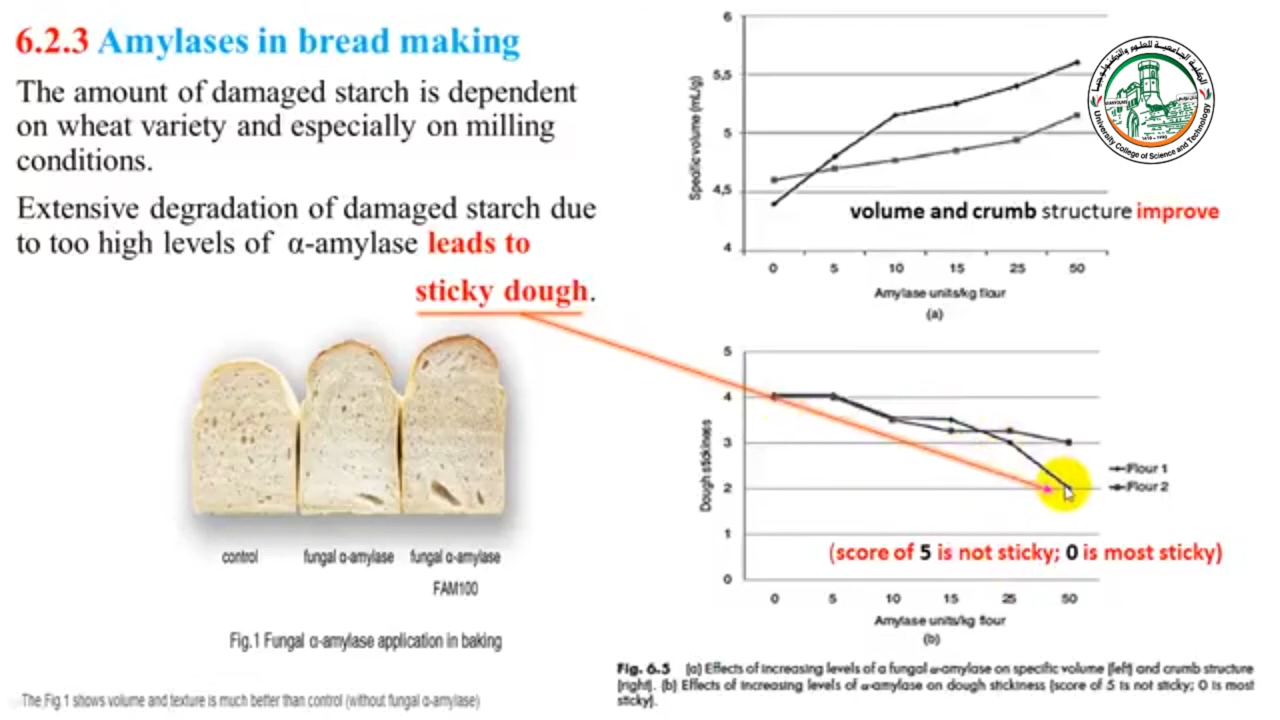 6.2.3 Amylases in bread making
The amount of damaged starch is dependent
on wheat variety and especially on milling
conditions.
Extensive degradation of damaged starch due
to too high levels of α-amylase leads to
sticky dough.
control
fungal α-amylase
fungal α-amylase
FAM100
Fig.1 Fungal α-amylase application in baking
The Fig 1 shows volume and texture is much better than control (without fungal α-amylase)
6
5,5
5
4,5
4
Specific volume (mL/g)
0 5 10 15 25 50
Amylase units/kg flour
(a)
volume and crumb structure improve
University College of Science and Technology
5
4
3
2
1
0
Dough stickiness
Flour 1
Flour 2
(score of 5 is not sticky; 0 is most sticky)
0 5 10 15 25 50
Amylase units/kg flour
(b)
Fig. 6.5 (a) Effects of increasing levels of a fungal α-amylase on specific volume (left) and crumb structure
(right). (b) Effects of increasing levels of α-amylase on dough stickiness (score of 5 is not sticky; 0 is most
sticky).